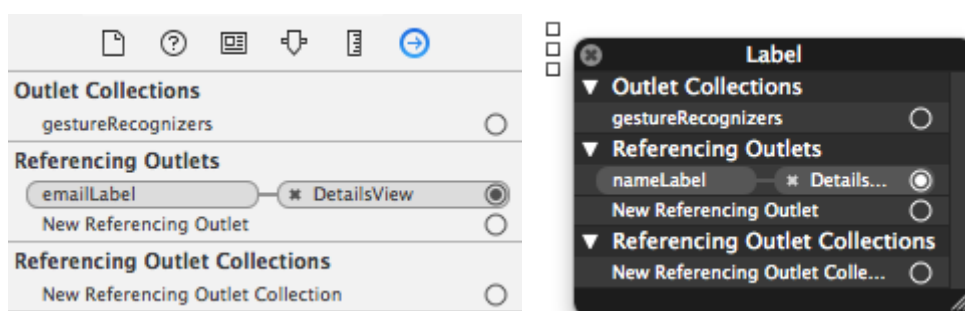 Outlet Collections
gestureRecognizers
Referencing Outlets
emailLabel DetailsView
New Referencing Outlet
Referencing Outlet Collections
New Referencing Outlet Collection
Label
Outlet Collections
gestureRecognizers
Referencing Outlets
nameLabel Details...
New Referencing Outlet
Referencing Outlet Collections
New Referencing Outlet Colle...